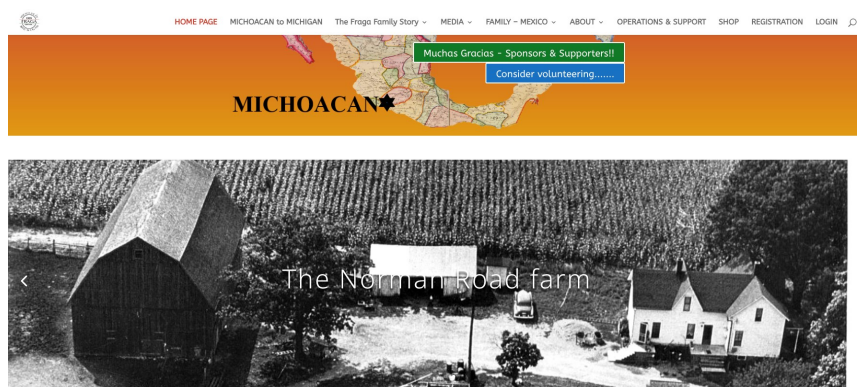 HOME PAGE MICHOACAN to MICHIGAN The Fraga Family Story MEDIA FAMILY – MEXICO ABOUT OPERATIONS & SUPPORT SHOP REGISTRATION LOGIN
Muchas Gracias - Sponsors & Supporters!!
Consider volunteering.......
MICHOACAN
The Norman Road farm